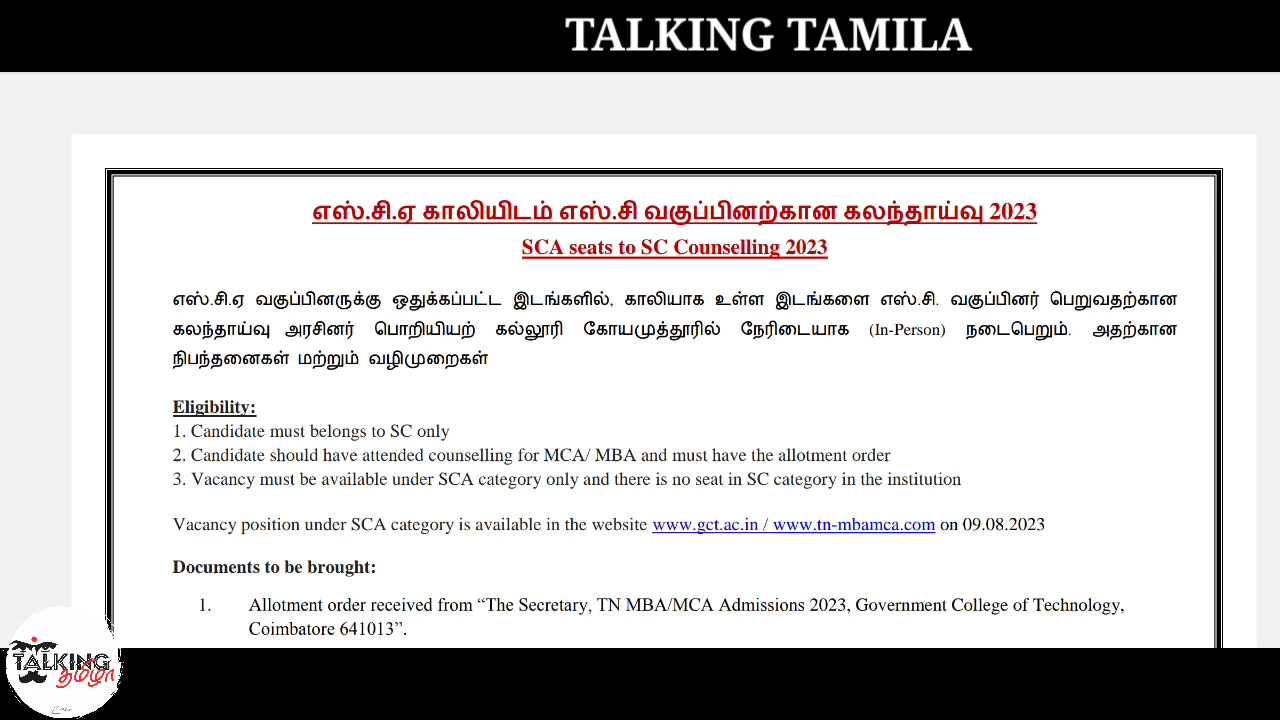 TALKING TAMILA
எஸ்.சி.ஏ காலியிடம் எஸ்.சி வகுப்பினற்கான கலந்தாய்வு 2023
SCA seats to SC Counselling 2023
எஸ்.சி.ஏ வகுப்பினருக்கு ஒதுக்கப்பட்ட இடங்களில், காலியாக உள்ள இடங்களை எஸ்.சி. வகுப்பினர் பெறுவதற்கான
கலந்தாய்வு அரசினர் பொறியியற் கல்லூரி கோயமுத்தூரில் நேரிடையாக (In-Person) நடைபெறும். அதற்கான
நிபந்தனைகள் மற்றும் வழிமுறைகள்
Eligibility:
1. Candidate must belongs to SC only
2. Candidate should have attended counselling for MCA/ MBA and must have the allotment order
3. Vacancy must be available under SCA category only and there is no seat in SC category in the institution
Vacancy position under SCA category is available in the website www.gct.ac.in / www.tn-mbamca.com on 09.08.2023
Documents to be brought:
1. Allotment order received from “The Secretary, TN MBA/MCA Admissions 2023, Government College of Technology,
Coimbatore 641013”.
TALKING
தமிழா